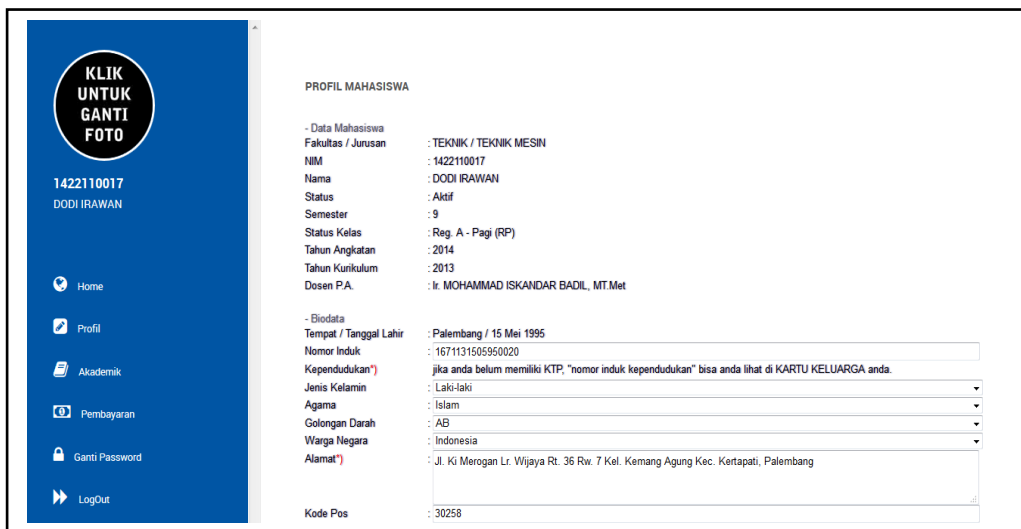 KLIK
UNTUK
GANTI
FOTO
1422110017
DODI IRAWAN
Home
Profil
Akademik
Pembayaran
Ganti Password
LogOut
PROFIL MAHASISWA
- Data Mahasiswa
Fakultas / Jurusan : TEKNIK / TEKNIK MESIN
NIM : 1422110017
Nama : DODI IRAWAN
Status : Aktif
Semester : 9
Status Kelas : Reg. A - Pagi (RP)
Tahun Angkatan : 2014
Tahun Kurikulum : 2013
Dosen P.A. : Ir. MOHAMMAD ISKANDAR BADIL, MT.Met
- Biodata
Tempat / Tanggal Lahir : Palembang / 15 Mei 1995
Nomor Induk : 1671131505950020
Kependudukan*) jika anda belum memiliki KTP, "nomor induk kependudukan" bisa anda lihat di KARTU KELUARGA anda.
Jenis Kelamin : Laki-laki
Agama : Islam
Golongan Darah : AB
Warga Negara : Indonesia
Alamat*) : Jl. Ki Merogan Lr. Wijaya Rt. 36 Rw. 7 Kel. Kemang Agung Kec. Kertapati, Palembang
Kode Pos : 30258